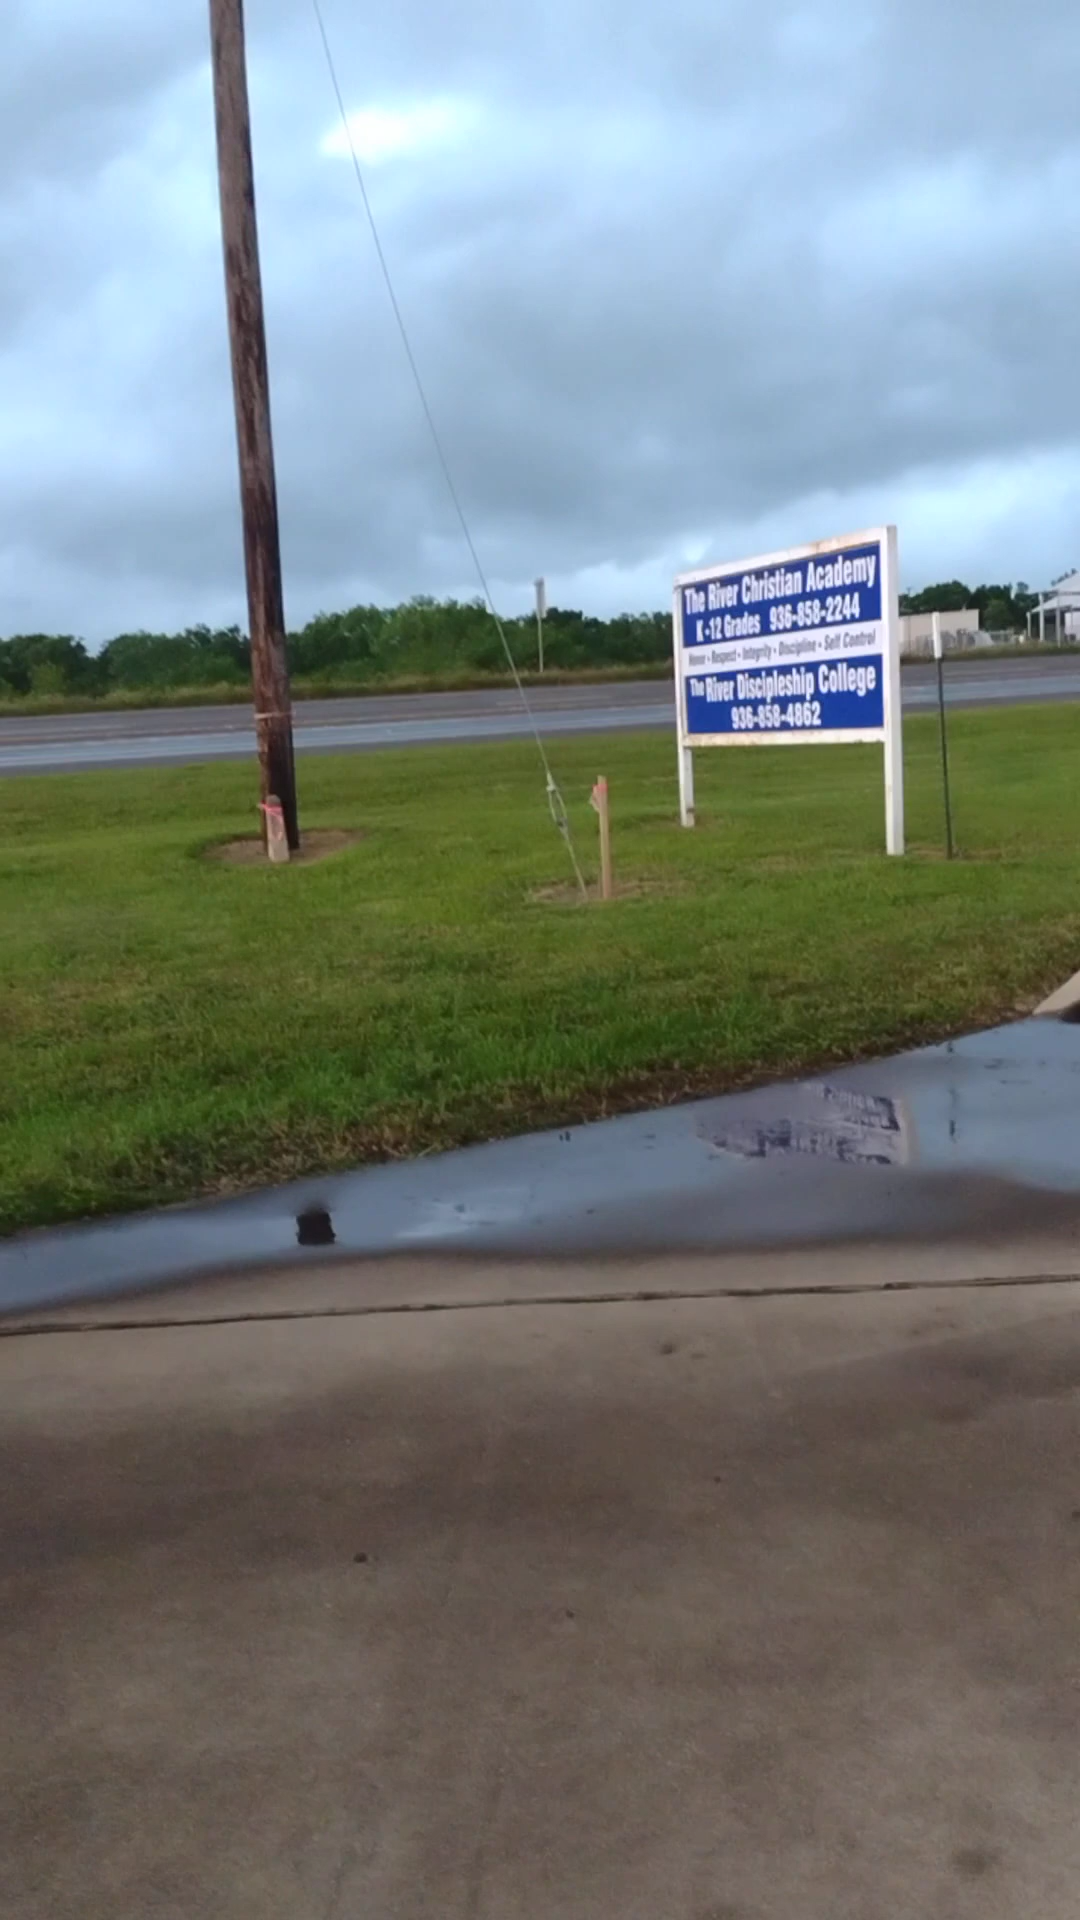 The River Christian Academy
K-12 Grades 936-858-2244
Honor • Respect • Integrity • Discipline • Self Control
The River Discipleship College
936-858-4862